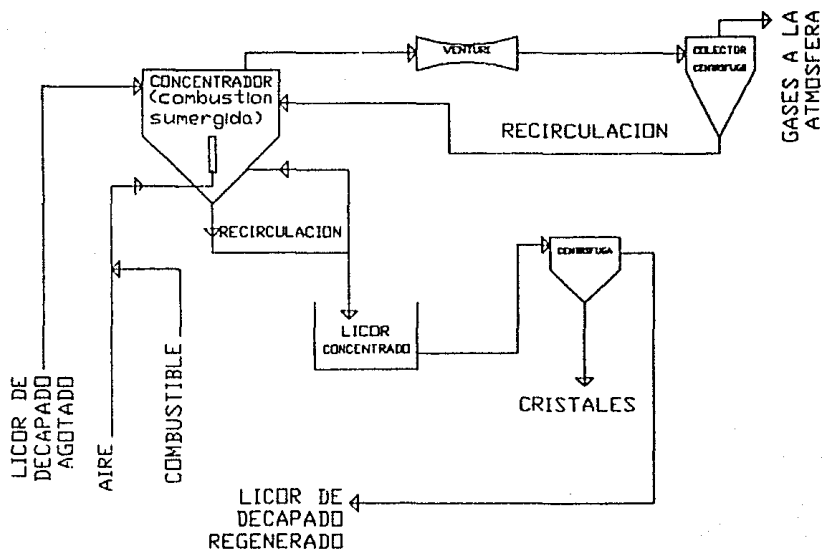 VENTURI
COLECTOR
CENTRIFUGO
GASES A LA
ATMOSFERA
CONCENTRADOR
(combustion
sumergida)
RECIRCULACION
RECIRCULACION
CENTRIFUGA
LICOR
CONCENTRADO
CRISTALES
LICOR DE
DECAPADO
AGOTADO
AIRE
COMBUSTIBLE
LICOR DE
DECAPADO
REGENERADO